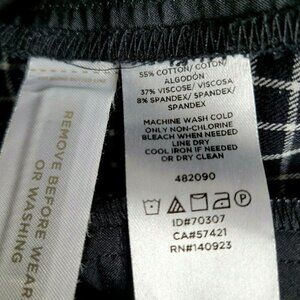 55% COTTON/ COTON/
ALGODÓN
37% VISCOSE/ VISCOSA
8% SPANDEX/ SPANDEX/
SPANDEX
MACHINE WASH COLD
ONLY NON-CHLORINE
BLEACH WHEN NEEDED
LINE DRY
COOL IRON IF NEEDED
OR DRY CLEAN
482090
ID#70307
CA#57421
RN#140923
REMOVE BEFORE WEAR
OR WASHING